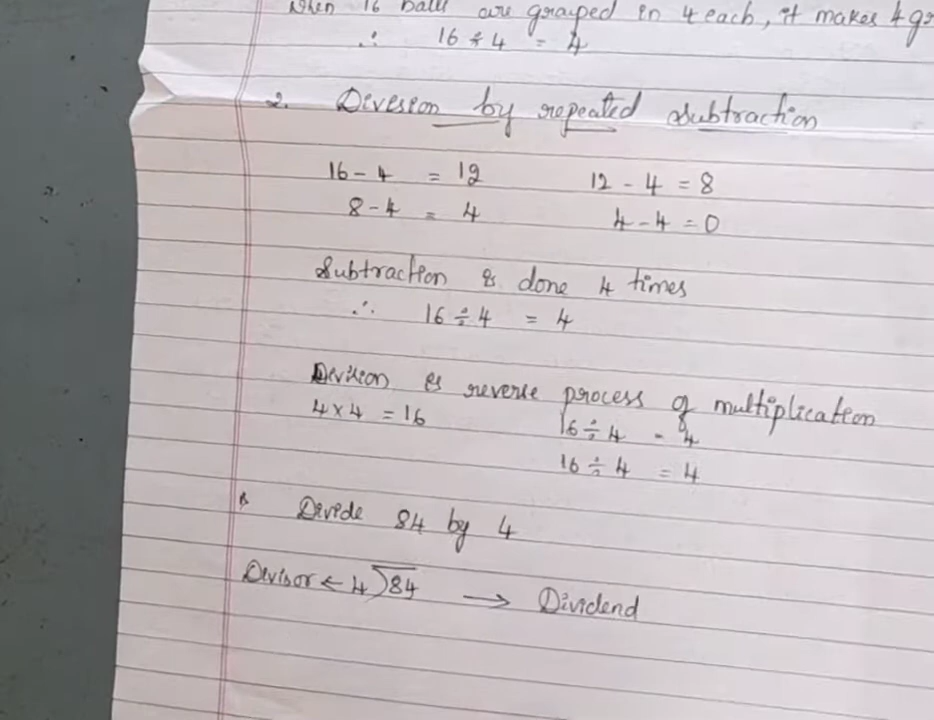 When 16 balls are grouped in 4 each, it makes 4
∴ 16 ÷ 4 = 4
2. Division by repeated Subtraction
16 - 4 = 12 12 - 4 = 8
8 - 4 = 4 4 - 4 = 0
Subtraction is done 4 times
∴ 16 ÷ 4 = 4
Division is reverse process of multiplication
4 × 4 = 16 16 ÷ 4 = 4
16 ÷ 4 = 4
Divide 84 by 4
Divisor ← 4)84 → Dividend